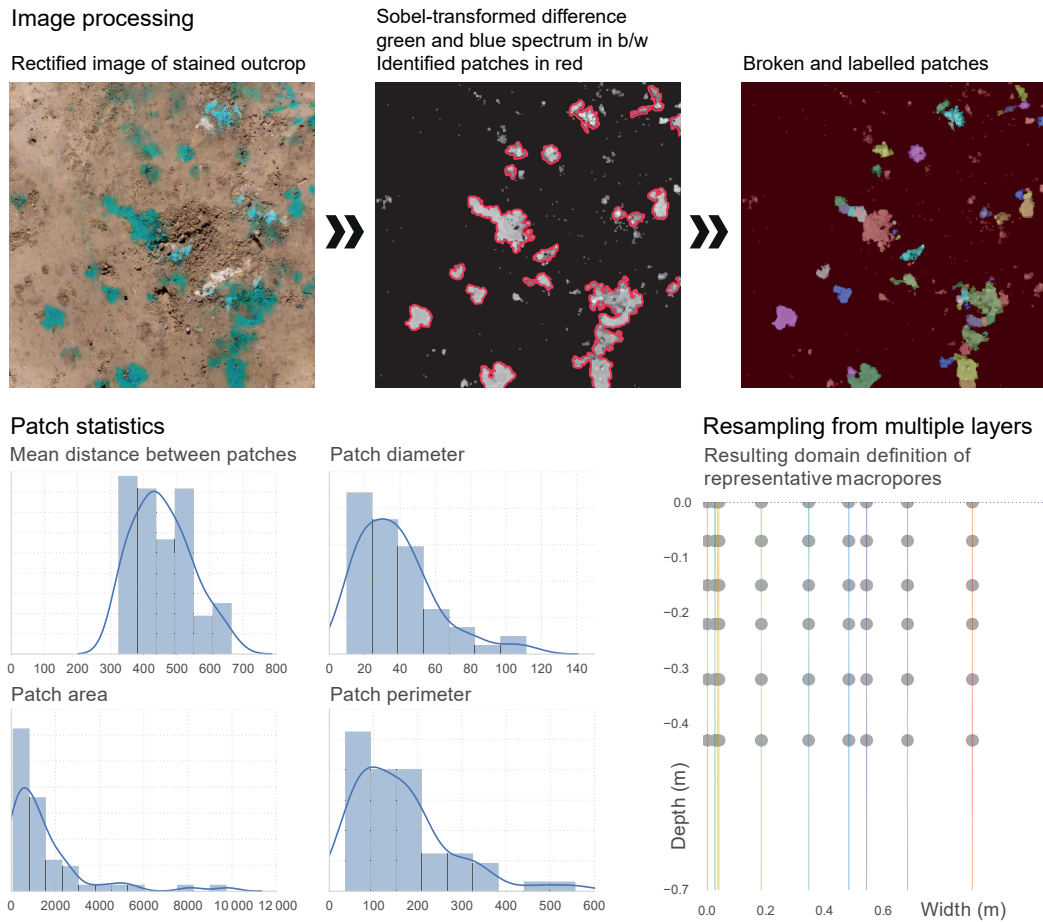 Image processing
Rectified image of stained outcrop
Sobel-transformed difference
green and blue spectrum in b/w
Identified patches in red
Broken and labelled patches
Patch statistics
Mean distance between patches
0 100 200 300 400 500 600 700 800
Patch diameter
0 20 40 60 80 100 120 140
Patch area
0 2000 4000 6000 8000 10 000 12 000
Patch perimeter
0 100 200 300 400 500 600
Resampling from multiple layers
Resulting domain definition of
representative macropores
0.0
−0.1
−0.2
−0.3
−0.4
−0.7
Depth (m)
0.0 0.2 0.4 0.6
Width (m)